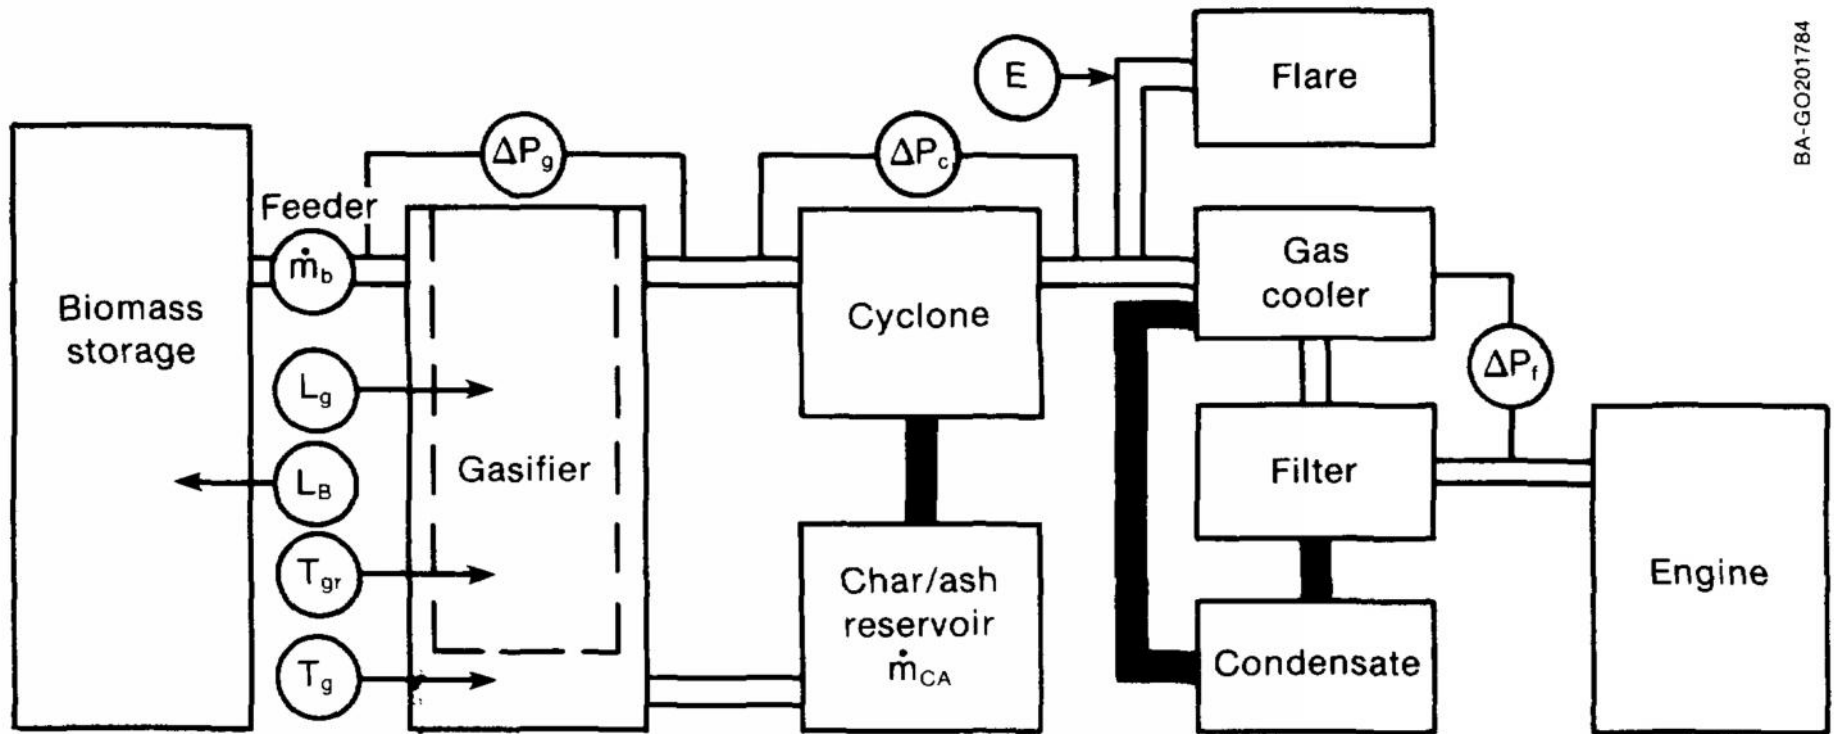 BA-GO201784
E
Flare
ΔP_g
ΔP_c
Feeder
ṁ_b
Biomass
storage
Gas
cooler
Cyclone
ΔP_f
L_g
L_B
Gasifier
Filter
T_gr
Char/ash
reservoir
ṁ_CA
Engine
T_g
Condensate